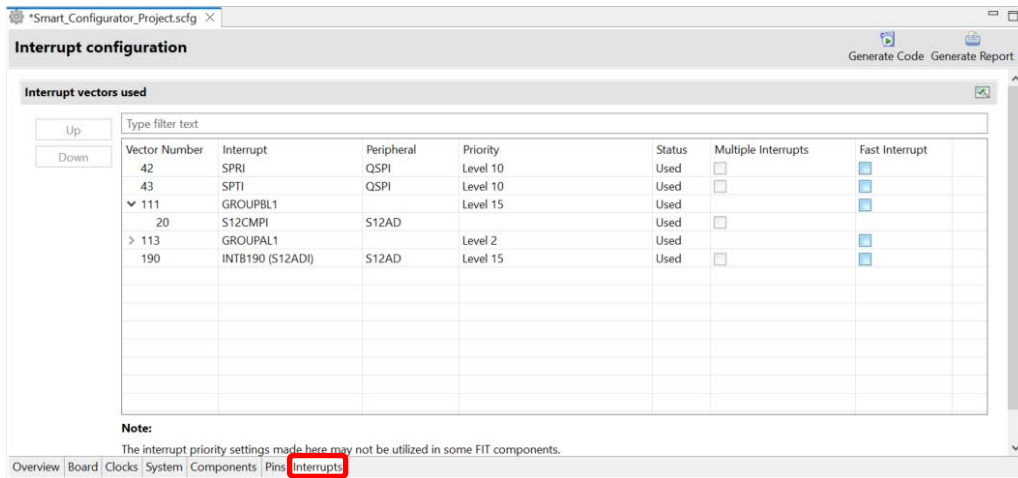 *Smart_Configurator_Project.scfg
Interrupt configuration
Generate Code Generate Report
Interrupt vectors used
Up
Down
Type filter text
Vector Number Interrupt Peripheral Priority Status Multiple Interrupts Fast Interrupt
42 SPRI QSPI Level 10 Used
43 SPTI QSPI Level 10 Used
111 GROUPBL1 Level 15 Used
20 S12CMPI S12AD Used
113 GROUPAL1 Level 2 Used
190 INTB190 (S12ADI) S12AD Level 15 Used
Note:
The interrupt priority settings made here may not be utilized in some FIT components.
Overview Board Clocks System Components Pins Interrupts